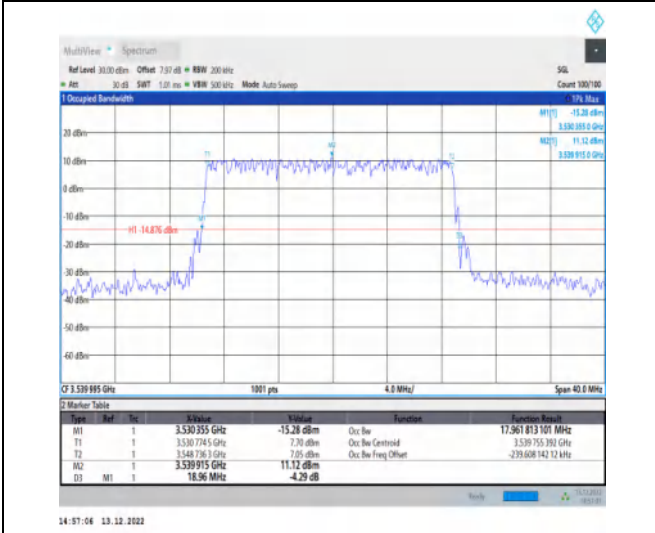 MultiView Spectrum
Ref Level 30.00 dBm Offset 7.97 dB RBW 200 kHz SGL
Att 30 dB SWT 1.01 ms VBW 500 kHz Mode Auto Sweep Count 100/100
1 Occupied Bandwidth 1Pk Max
M1[1] -15.28 dBm
3.530 355 0 GHz
M2[1] 11.12 dBm
3.539 915 0 GHz
20 dBm
M2
T1 T2
10 dBm
0 dBm
-10 dBm
M1
H1 -14.876 dBm
-20 dBm
-30 dBm
-40 dBm
-50 dBm
-60 dBm
CF 3.539 995 GHz 1001 pts 4.0 MHz/ Span 40.0 MHz
2 Marker Table
Type Ref Trc X-Value Y-Value Function Function Result
M1 1 3.530355 GHz -15.28 dBm Occ Bw 17.961 813 101 MHz
T1 1 3.530 774 5 GHz 7.70 dBm Occ Bw Centroid 3.539 755 392 GHz
T2 1 3.548 736 3 GHz 7.05 dBm Occ Bw Freq Offset -239.608 142 12 kHz
M2 1 3.539915 GHz 11.12 dBm
D3 M1 1 18.96 MHz -4.29 dB
Ready
14:57:06 13.12.2022